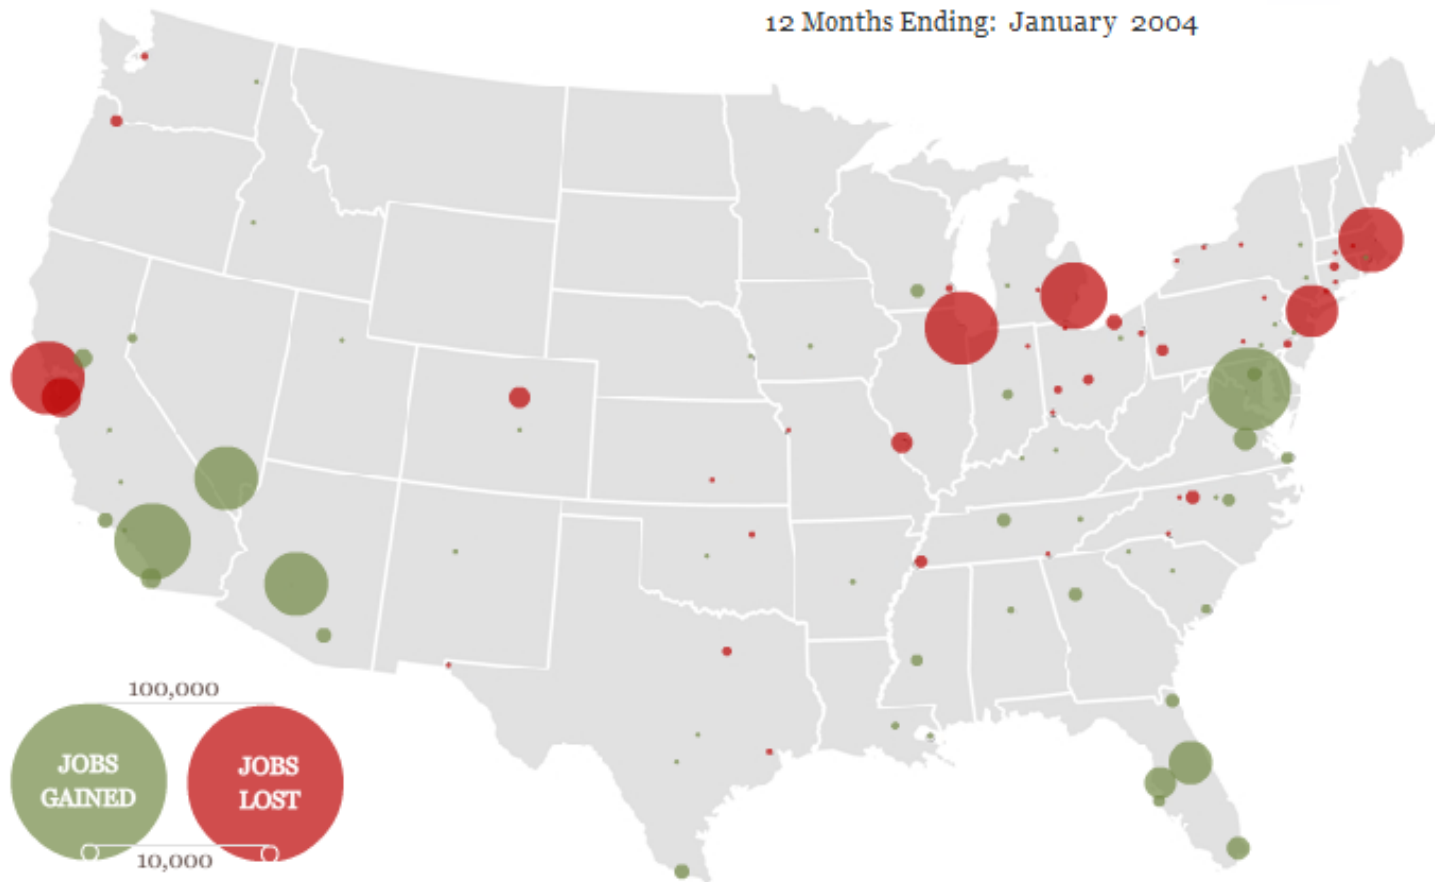 12 Months Ending: January 2004
100,000
JOBS
GAINED
JOBS
LOST
10,000